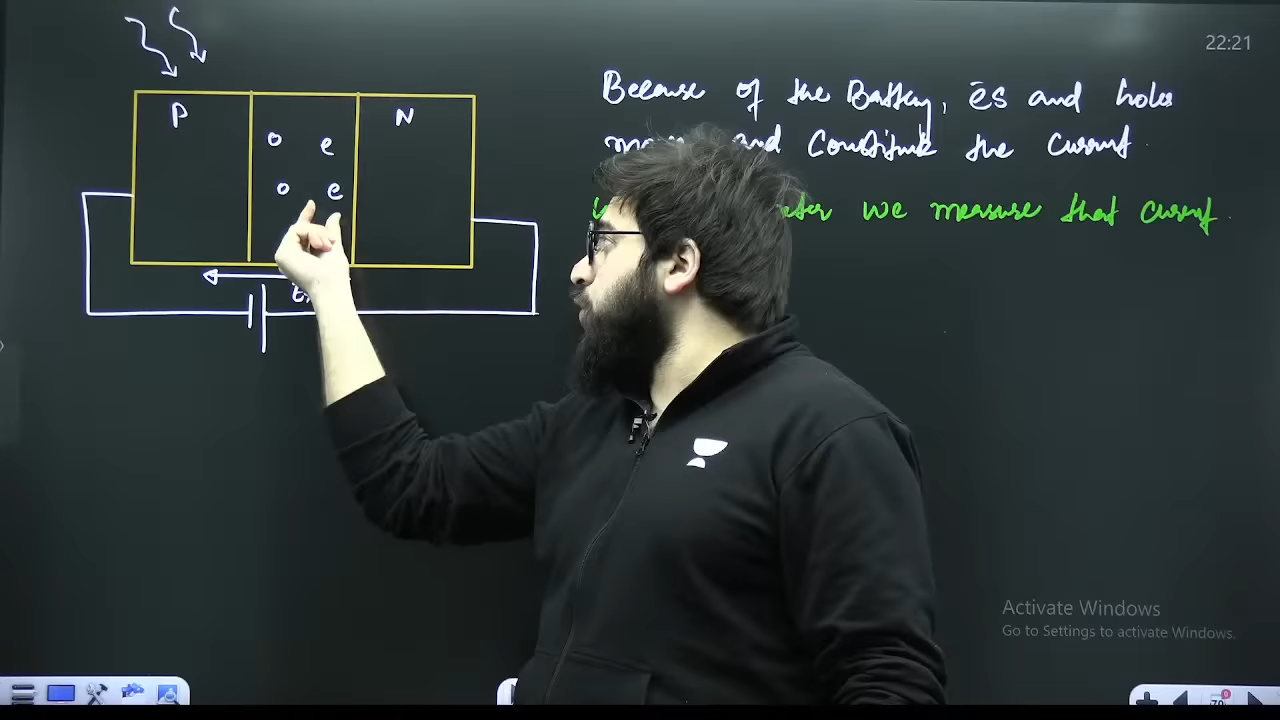 22:21
P
N
o e
o e
Because of the Battery, ēs and holes
and constitute the current
we measure that current
Activate Windows
Go to Settings to activate Windows.